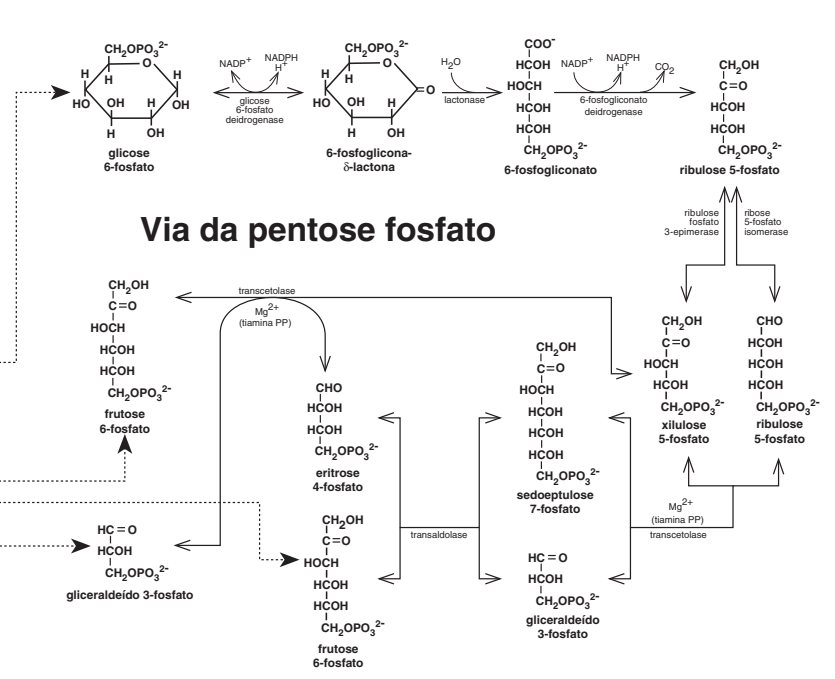 CH2OPO3 2-
O
H
H
H
HO
OH
H
OH
H
OH
glicose
6-fosfato
NADP+
NADPH
H+
glicose
6-fosfato
deidrogenase
CH2OPO3 2-
O
H
H
HO
OH
H
O
H
OH
6-fosfoglicona-
δ-lactona
H2O
lactonase
COO-
HCOH
HOCH
HCOH
HCOH
CH2OPO3 2-
6-fosfogliconato
NADP+
NADPH
H+
CO2
6-fosfogliconato
deidrogenase
CH2OH
C=O
HCOH
HCOH
CH2OPO3 2-
ribulose 5-fosfato
Via da pentose fosfato
ribulose
fosfato
3-epimerase
ribose
5-fosfato
isomerase
CH2OH
C=O
HOCH
HCOH
HCOH
CH2OPO3 2-
frutose
6-fosfato
transcetolase
Mg2+
(tiamina PP)
CHO
HCOH
HCOH
CH2OPO3 2-
eritrose
4-fosfato
CH2OH
C=O
HOCH
HCOH
HCOH
HCOH
CH2OPO3 2-
sedoeptulose
7-fosfato
CH2OH
C=O
HOCH
HCOH
CH2OPO3 2-
xilulose
5-fosfato
CHO
HCOH
HCOH
HCOH
CH2OPO3 2-
ribulose
5-fosfato
HC=O
HCOH
CH2OPO3 2-
gliceraldeído 3-fosfato
CH2OH
C=O
HOCH
HCOH
HCOH
CH2OPO3 2-
frutose
6-fosfato
transaldolase
HC=O
HCOH
CH2OPO3 2-
gliceraldeído
3-fosfato
Mg2+
(tiamina PP)
transcetolase